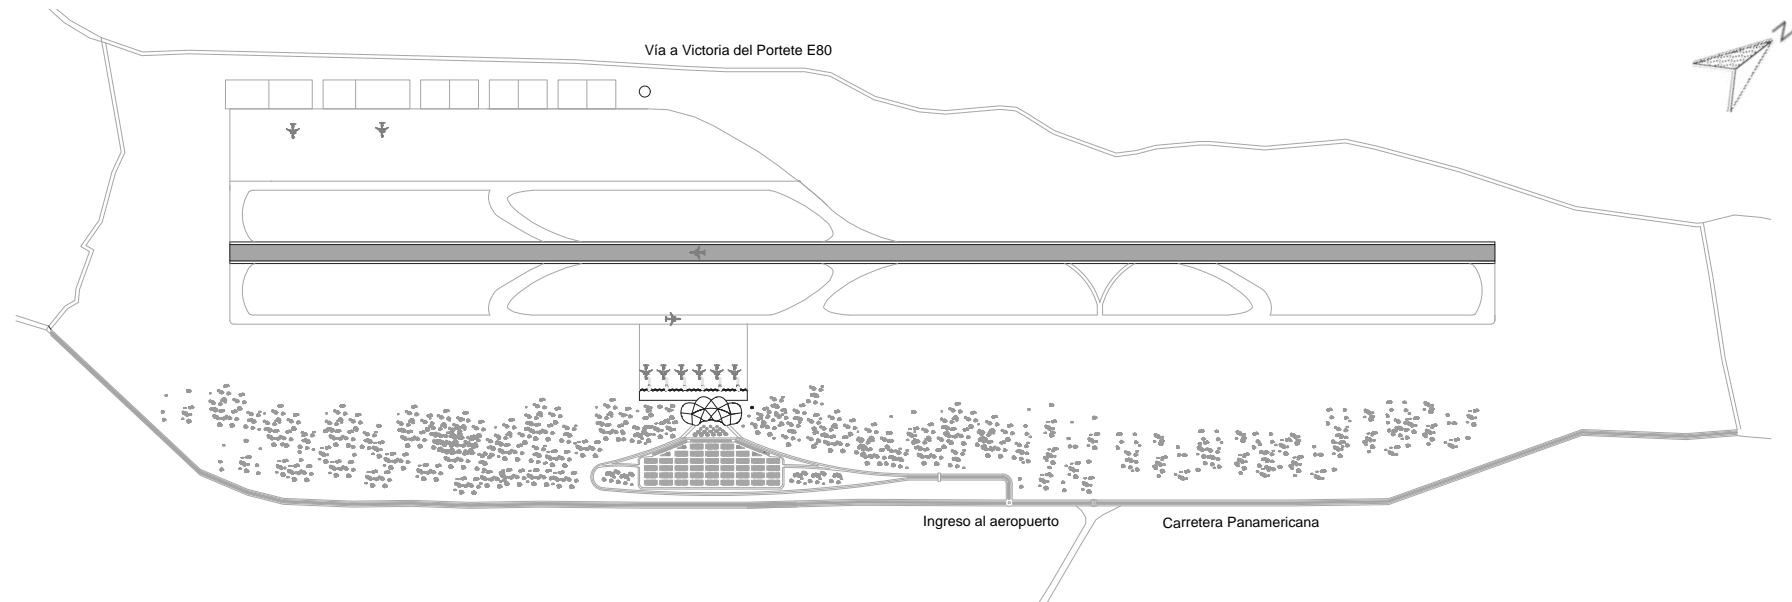 Vía a Victoria del Portete E80
N
Ingreso al aeropuerto
Carretera Panamericana